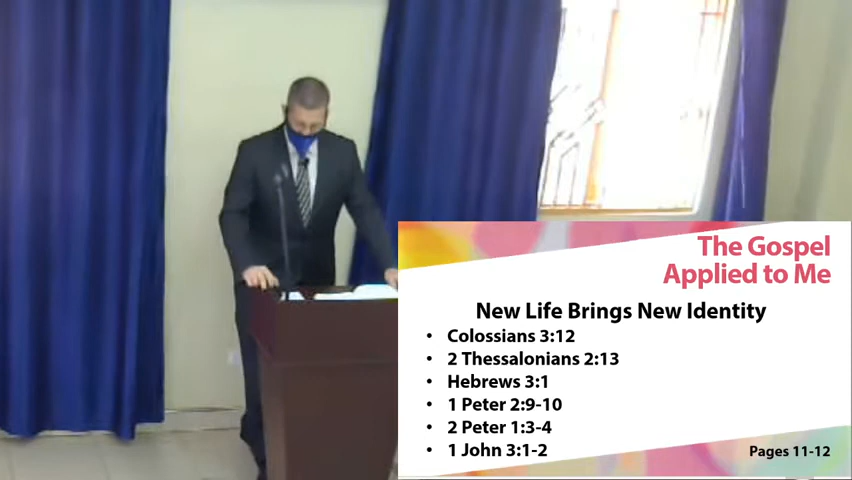 The Gospel
Applied to Me
New Life Brings New Identity
• Colossians 3:12
• 2 Thessalonians 2:13
• Hebrews 3:1
• 1 Peter 2:9-10
• 2 Peter 1:3-4
• 1 John 3:1-2
Pages 11-12